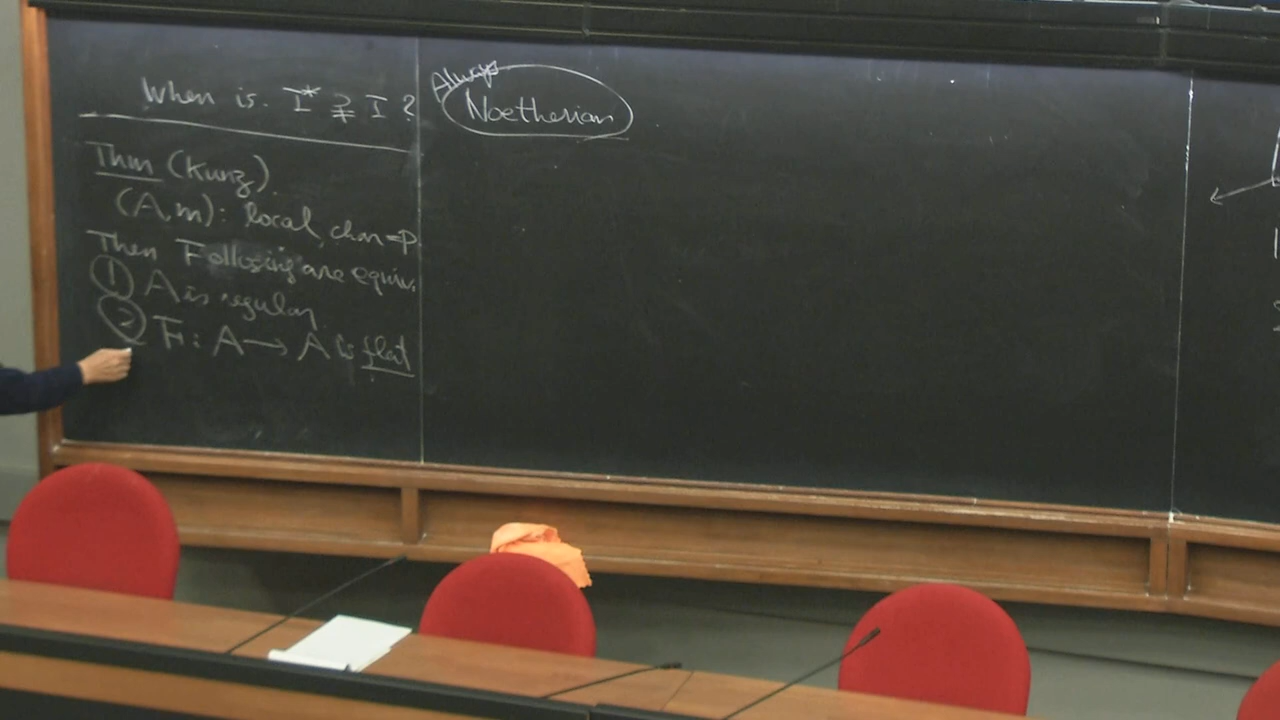 When is I* ⊋ I ?
Thm (Kunz).
(A,m): local, char=p
Then Following are equiv.
① A is regular
② F: A → A is flat
Always
Noetherian